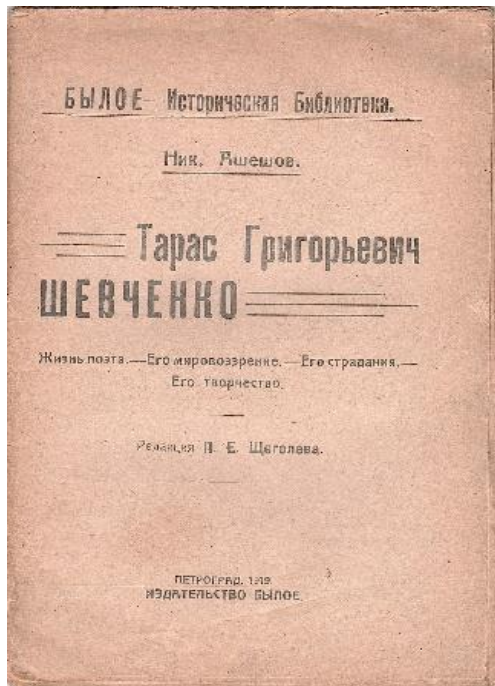 БЫЛОЕ — Историческая Библиотека.
Ник. Ашешов.
Тарас Григорьевич
ШЕВЧЕНКО
Жизнь поэта.—Его мировоззрение.—Его страдания.—
Его творчество.
Редакция П. Е. Щеголева.
ПЕТРОГРАД. 1919.
ИЗДАТЕЛЬСТВО БЫЛОЕ.